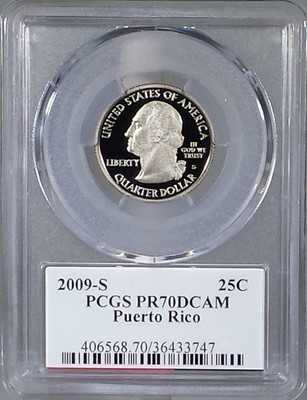 UNITED STATES OF AMERICA
LIBERTY
IN
GOD WE
TRUST
S
QUARTER DOLLAR
2009-S 25C
PCGS PR70DCAM
Puerto Rico
406568.70/36433747